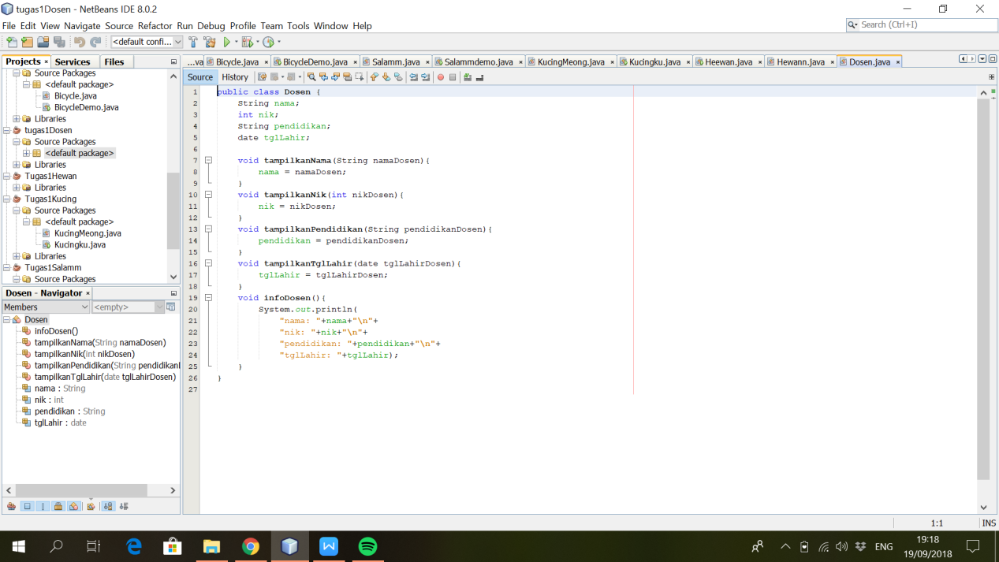 tugas1Dosen - NetBeans IDE 8.0.2
File Edit View Navigate Source Refactor Run Debug Profile Team Tools Window Help
Search (Ctrl+I)
<default confi...
Projects × Services Files
...va Bicycle.java × BicycleDemo.java × Salamm.java × Salammdemo.java × KucingMeong.java × Kucingku.java × Heewan.java × Hewann.java × Dosen.java ×
Source Packages
<default package>
Bicycle.java
BicycleDemo.java
Libraries
tugas1Dosen
Source Packages
<default package>
Libraries
Tugas1Hewan
Libraries
Tugas1Kucing
Source Packages
<default package>
KucingMeong.java
Kucingku.java
Libraries
Tugas1Salamm
Source Packages
Dosen - Navigator ×
Members <empty>
Dosen
infoDosen()
tampilkanNama(String namaDosen)
tampilkanNik(int nikDosen)
tampilkanPendidikan(String pendidikan
tampilkanTglLahir(date tglLahirDosen)
nama : String
nik : int
pendidikan : String
tglLahir : date
Source History
1 public class Dosen {
2 String nama;
3 int nik;
4 String pendidikan;
5 date tglLahir;
6
7 void tampilkanNama(String namaDosen){
8 nama = namaDosen;
9 }
10 void tampilkanNik(int nikDosen){
11 nik = nikDosen;
12 }
13 void tampilkanPendidikan(String pendidikanDosen){
14 pendidikan = pendidikanDosen;
15 }
16 void tampilkanTglLahir(date tglLahirDosen){
17 tglLahir = tglLahirDosen;
18 }
19 void infoDosen(){
20 System.out.println(
21 "nama: "+nama+"\n"+
22 "nik: "+nik+"\n"+
23 "pendidikan: "+pendidikan+"\n"+
24 "tglLahir: "+tglLahir);
25 }
26 }
27
1:1 INS
ENG
19:18
19/09/2018